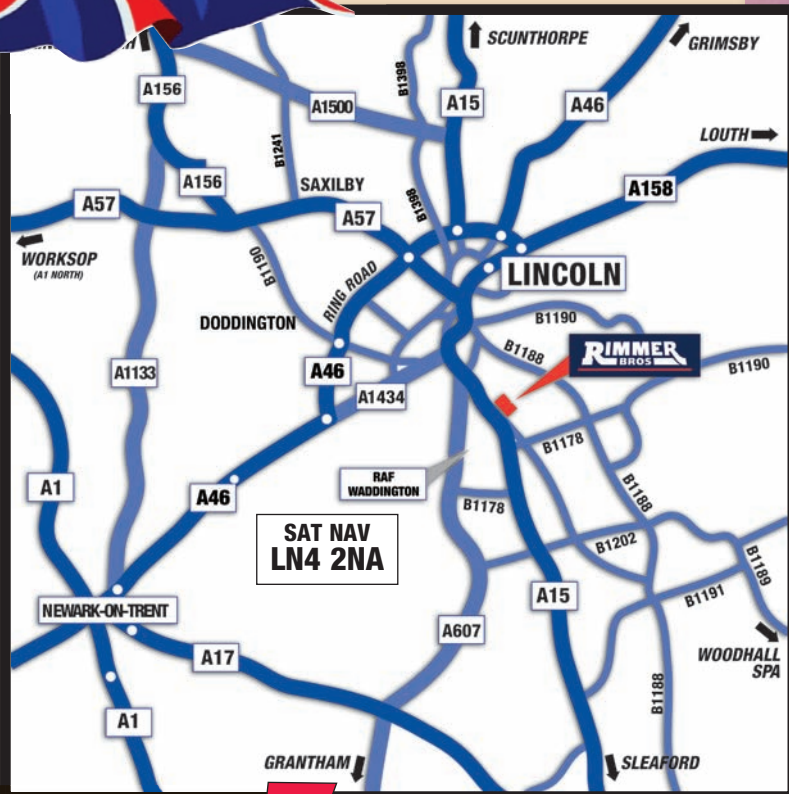 SCUNTHORPE
GRIMSBY
B1398
A156
A1500
A15
A46
LOUTH
B1241
A156
SAXILBY
A158
A57
B1398
A57
WORKSOP
(A1 NORTH)
B1190
RING ROAD
LINCOLN
DODDINGTON
B1190
RIMMER
BROS
B1188
B1190
A1133
A46
A1434
B1178
A1
A46
RAF
WADDINGTON
B1178
B1188
SAT NAV
LN4 2NA
B1202
B1189
A15
B1191
NEWARK-ON-TRENT
A607
A17
WOODHALL
SPA
B1188
A1
GRANTHAM
SLEAFORD